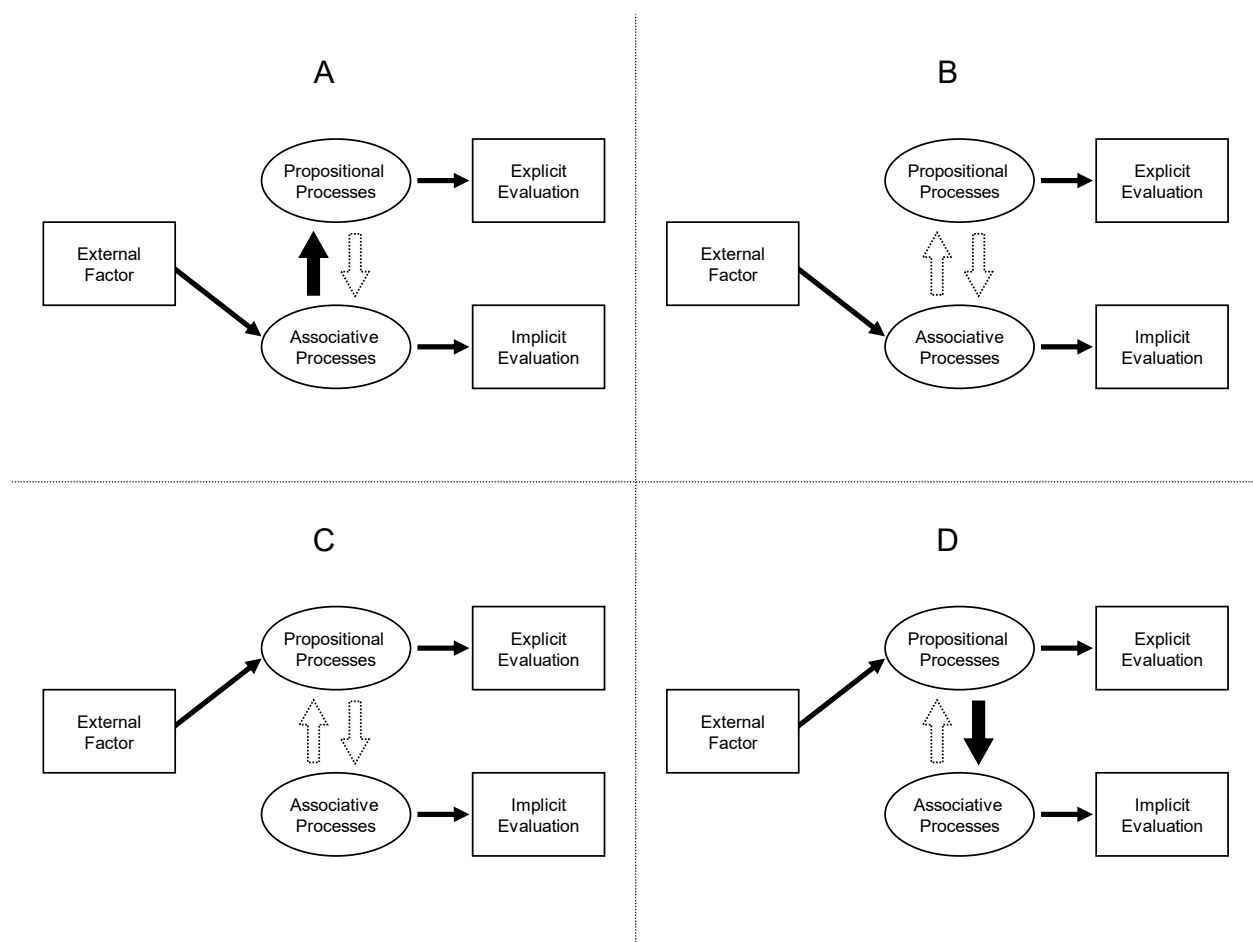 A
Propositional
Processes
Explicit
Evaluation
External
Factor
Associative
Processes
Implicit
Evaluation
B
Propositional
Processes
Explicit
Evaluation
External
Factor
Associative
Processes
Implicit
Evaluation
C
Propositional
Processes
Explicit
Evaluation
External
Factor
Associative
Processes
Implicit
Evaluation
D
Propositional
Processes
Explicit
Evaluation
External
Factor
Associative
Processes
Implicit
Evaluation